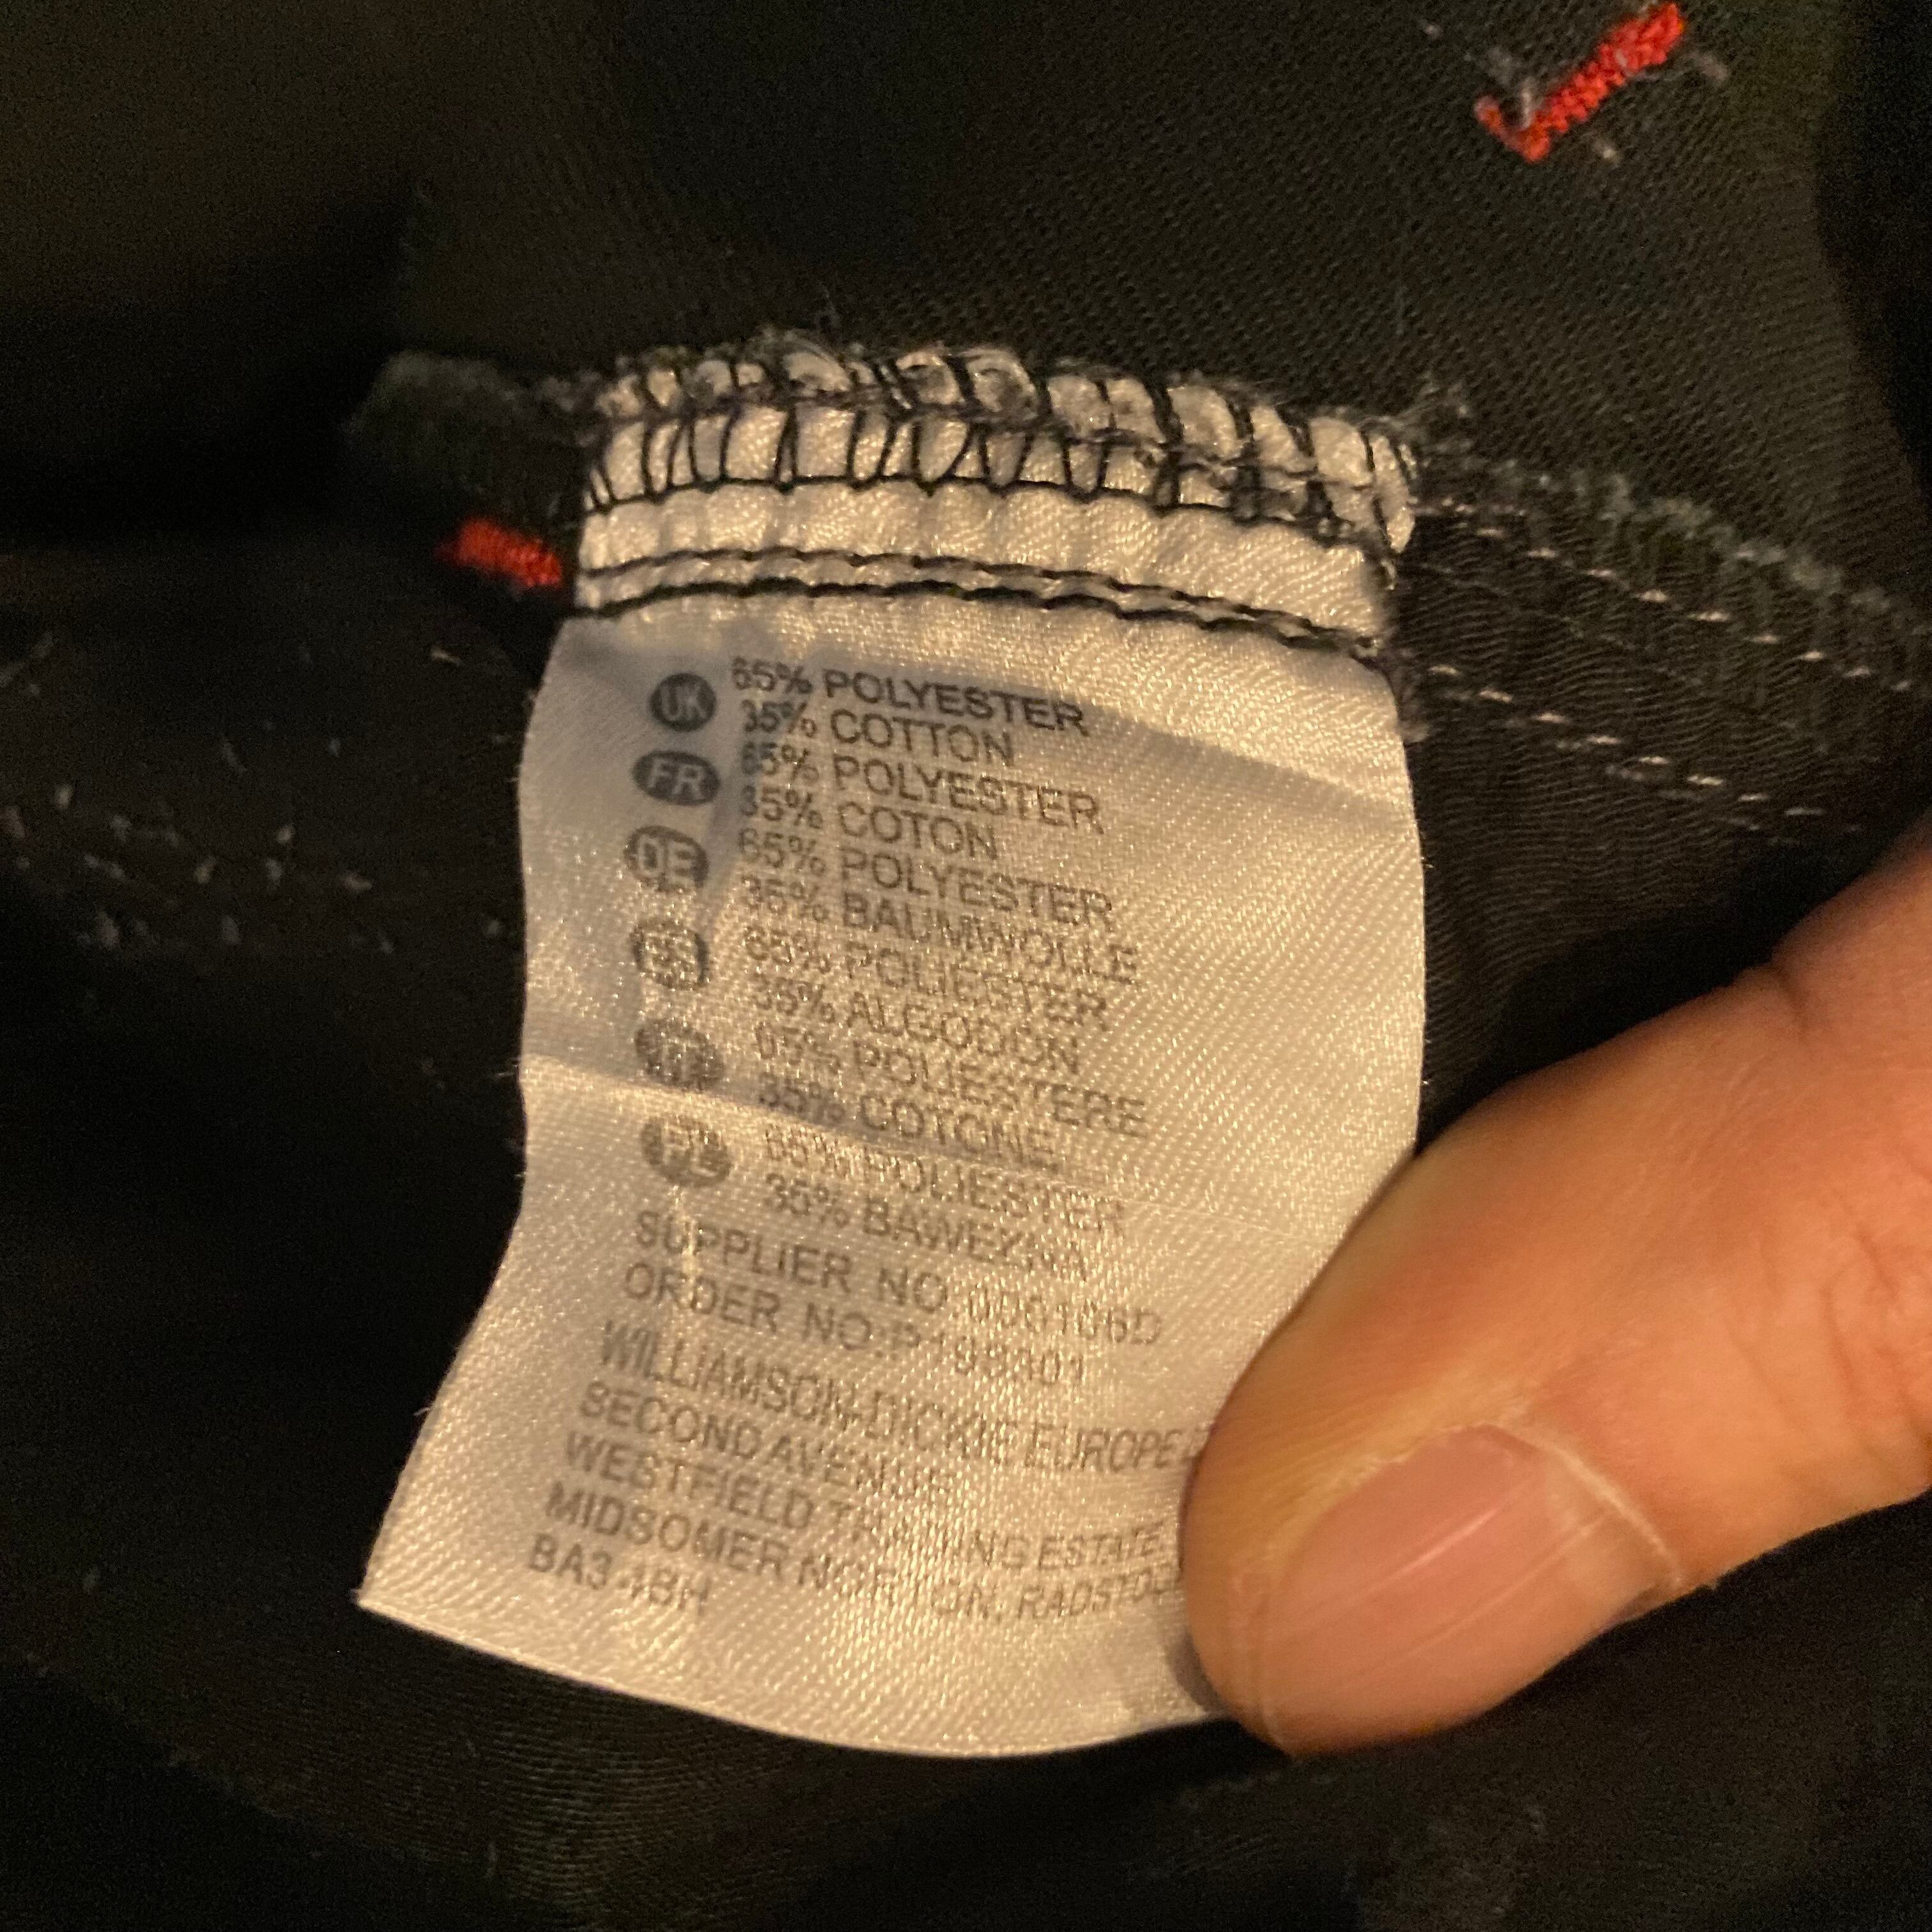 UK 65% POLYESTER
35% COTTON
FR 65% POLYESTER
35% COTON
DE 65% POLYESTER
35% BAUMWOLLE
ES 65% POLIESTER
35% ALGODON
IT 65% POLIESTERE
35% COTONE
PL 65% POLIESTER
35% BAWEŁNA
SUPPLIER NO:
ORDER NO:
WILLIAMSON-DICKIE EUROPE
SECOND AVENUE
WESTFIELD TRADING ESTATE
MIDSOMER NORTON, RADSTO
BA3 4BH